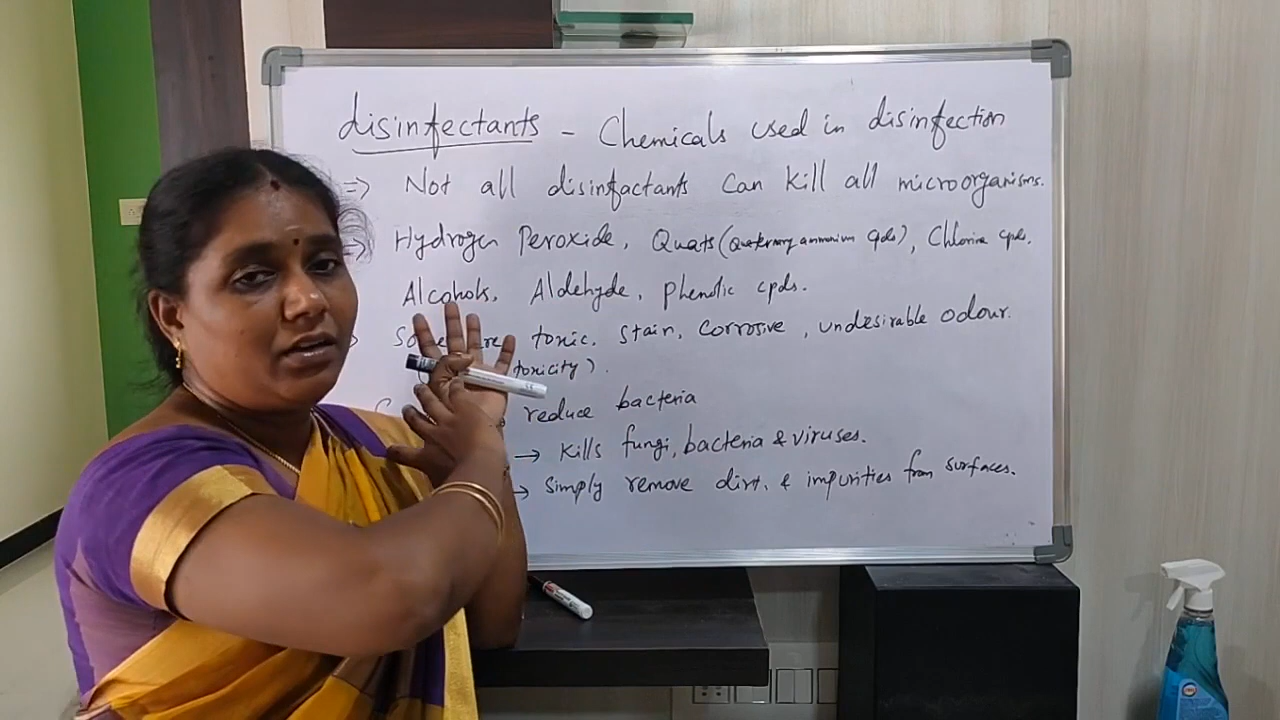 disinfectants - Chemicals used in disinfection
=> Not all disinfactants Can Kill all microorganisms.
=> Hydrogen Peroxide, Quats (Quaternary ammonium cpds), Chlorine cpds,
Alcohols, Aldehyde, phenolic cpds.
are toxic. Stain, Corrosive, undesirable odour.
toxicity).
reduce bacteria
→ Kills fungi, bacteria & viruses.
→ Simply remove dirt. & impurities from surfaces.